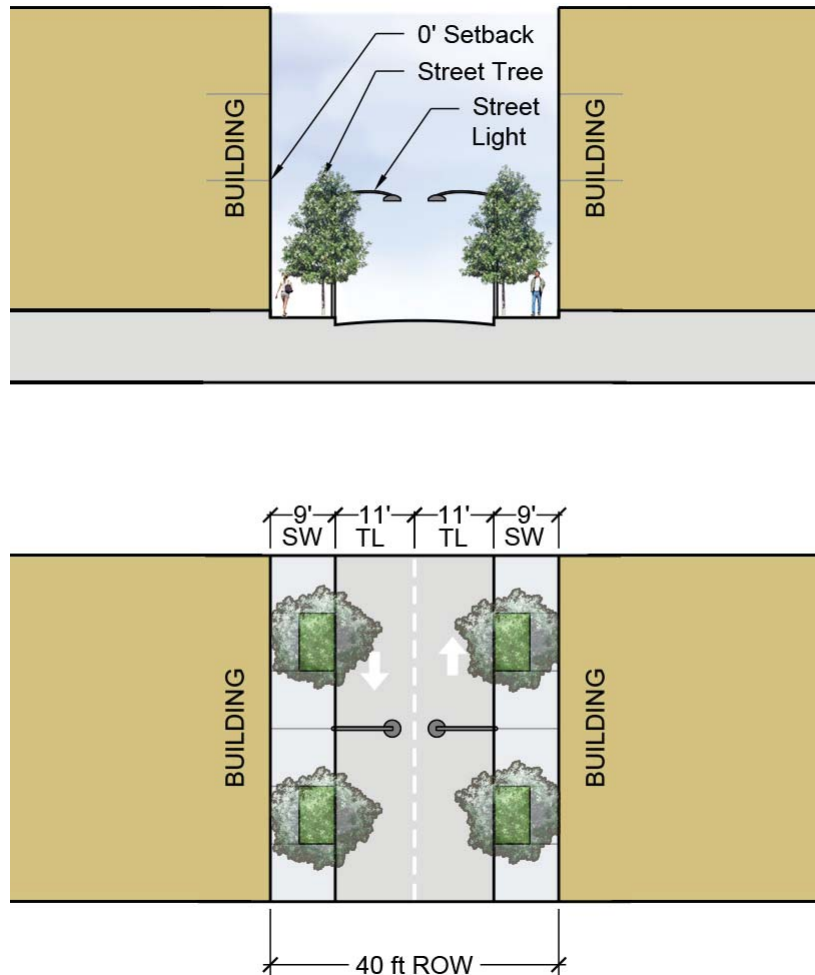 0' Setback
Street Tree
Street
Light
BUILDING
BUILDING
9' 11' 11' 9'
SW TL TL SW
BUILDING
BUILDING
40 ft ROW